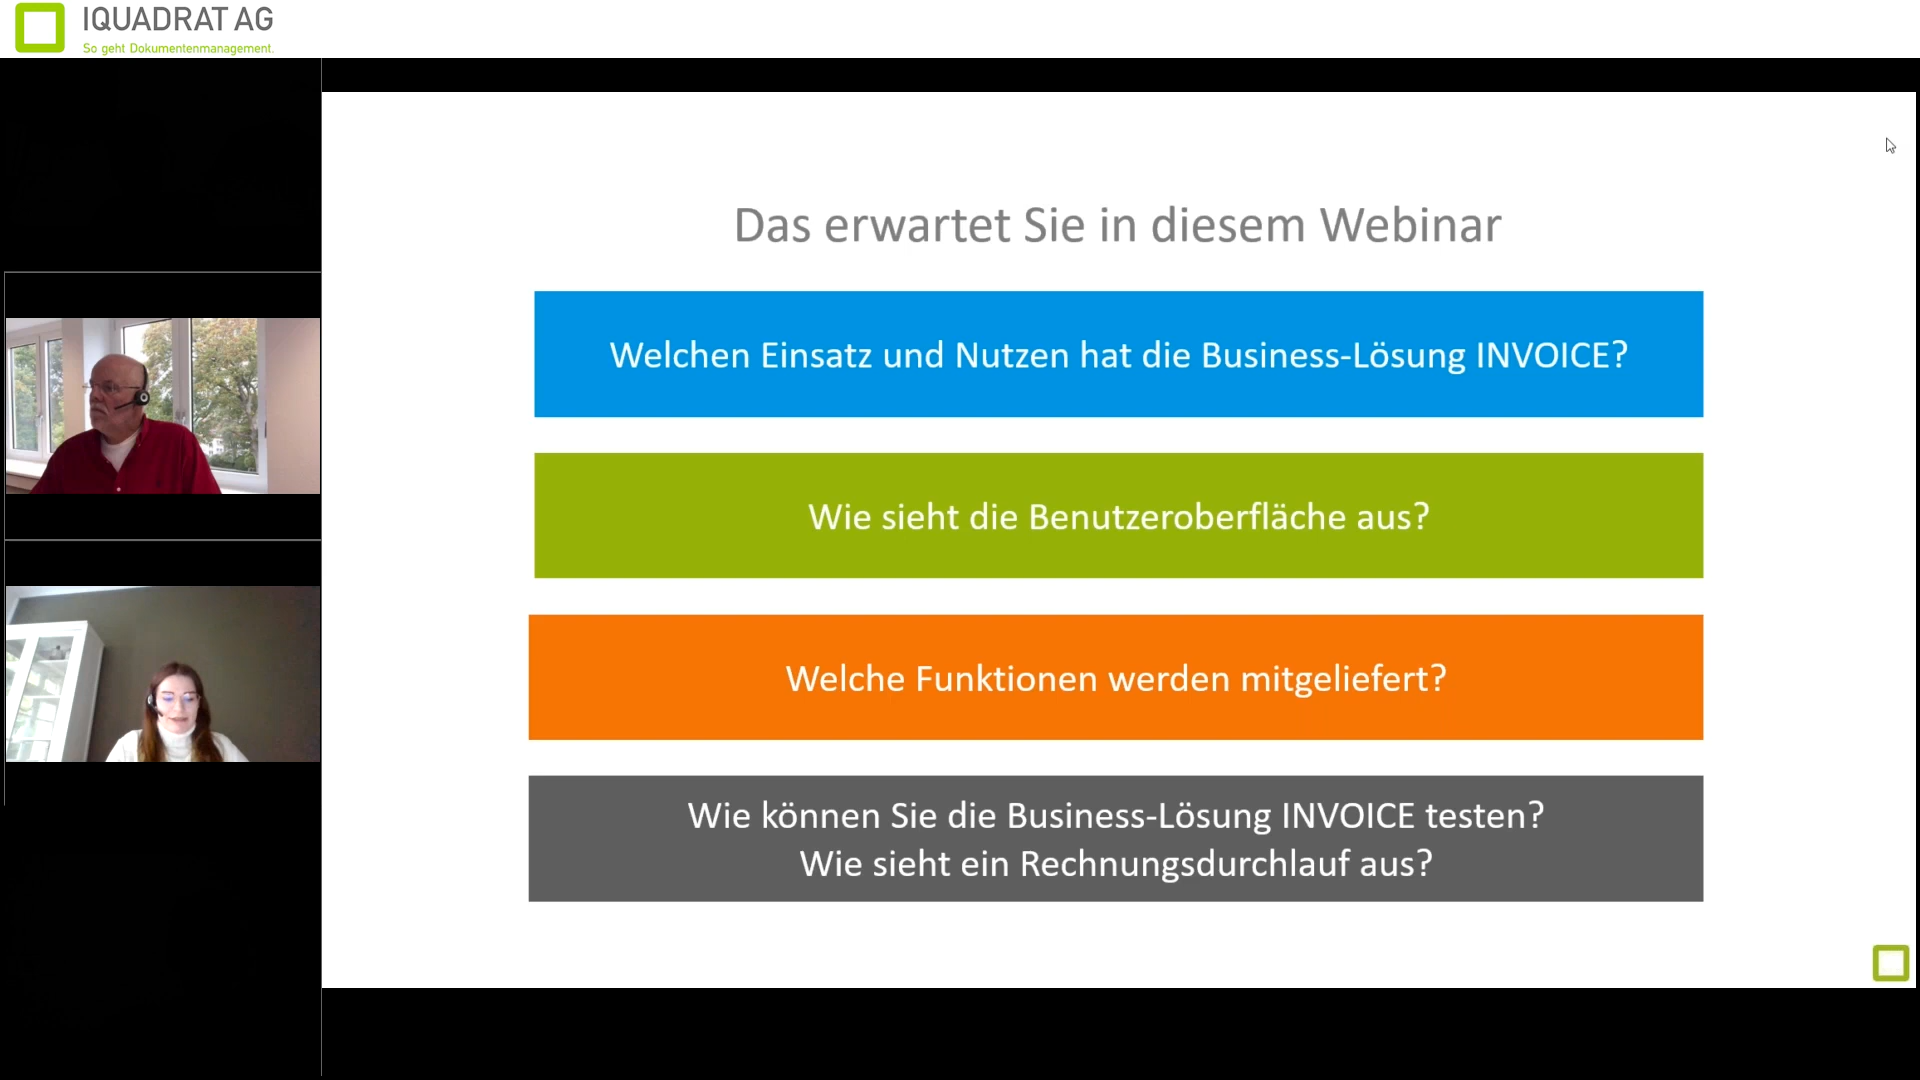 IQUADRAT AG
So geht Dokumentenmanagement.
Das erwartet Sie in diesem Webinar
Welchen Einsatz und Nutzen hat die Business-Lösung INVOICE?
Wie sieht die Benutzeroberfläche aus?
Welche Funktionen werden mitgeliefert?
Wie können Sie die Business-Lösung INVOICE testen?
Wie sieht ein Rechnungsdurchlauf aus?